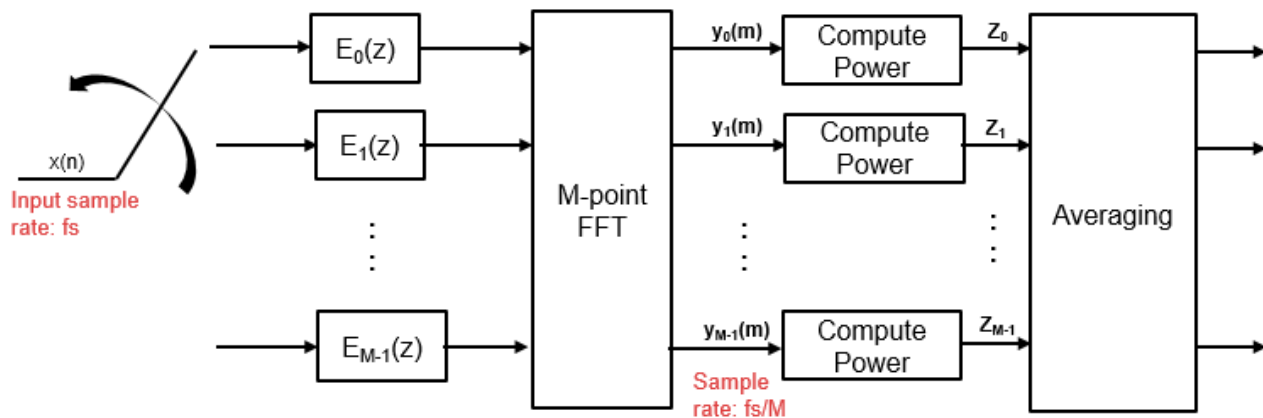 x(n)
Input sample
rate: fs
E0(z)
E1(z)
⋮
EM-1(z)
M-point
FFT
y0(m)
y1(m)
⋮
yM-1(m)
Sample
rate: fs/M
Compute
Power
Compute
Power
Compute
Power
Z0
Z1
⋮
ZM-1
Averaging